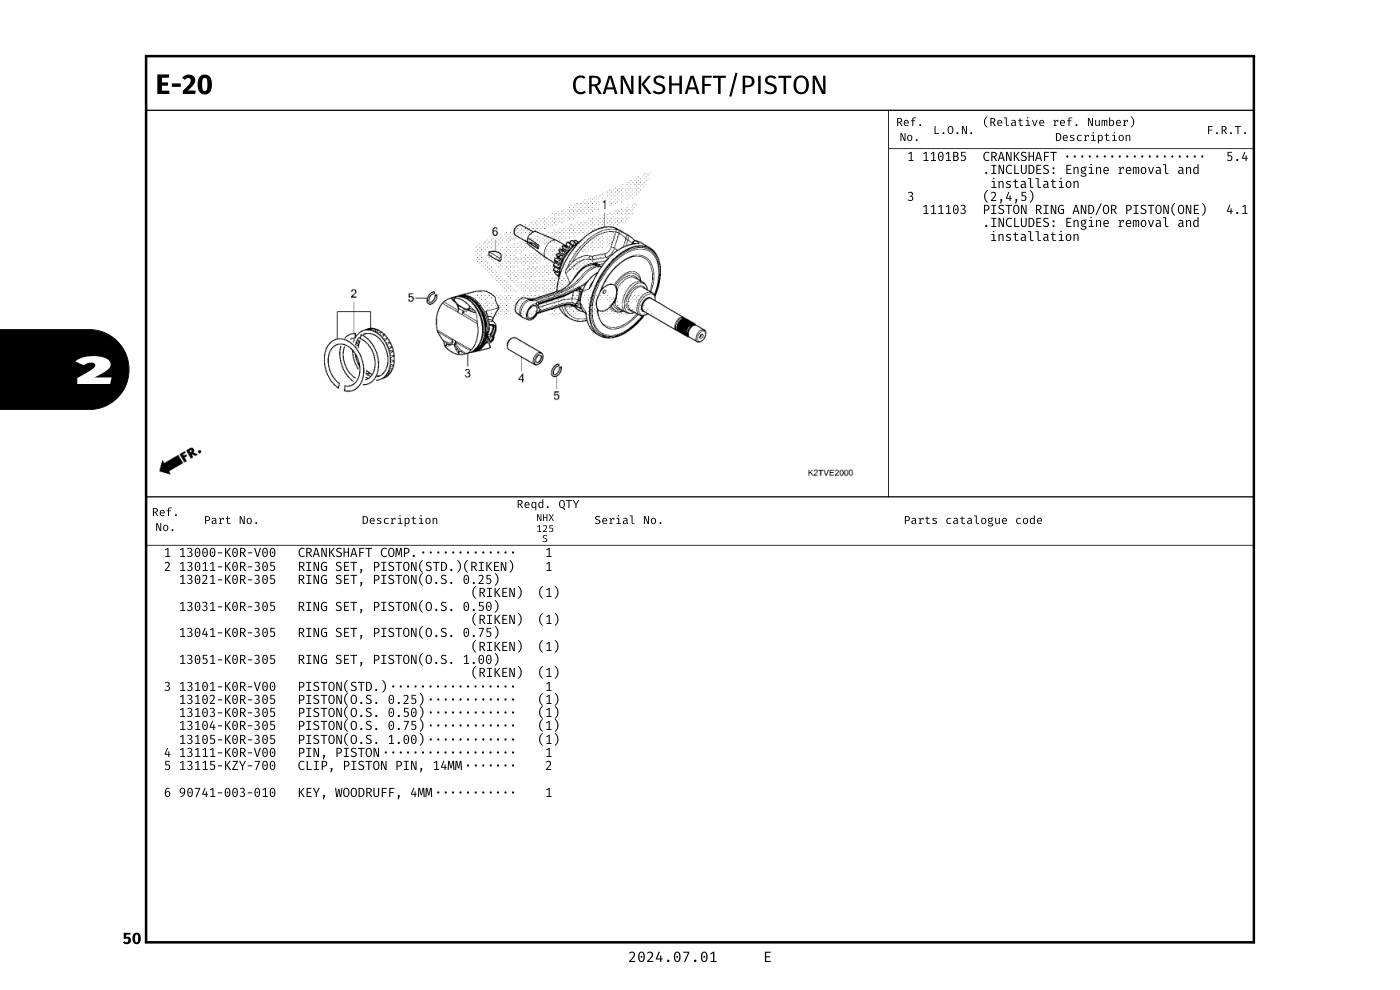 E-20 CRANKSHAFT/PISTON
Ref. No. L.O.N. (Relative ref. Number) Description F.R.T.
1 1101B5 CRANKSHAFT ··················· 5.4
.INCLUDES: Engine removal and
installation
3 (2,4,5)
111103 PISTON RING AND/OR PISTON(ONE) 4.1
.INCLUDES: Engine removal and
installation
1
6
5
2
3
4
5
2
FR.
K2TVE2000
Ref. No. Part No. Description Reqd. QTY NHX 125 S Serial No. Parts catalogue code
1 13000-K0R-V00 CRANKSHAFT COMP.············· 1
2 13011-K0R-305 RING SET, PISTON(STD.)(RIKEN) 1
13021-K0R-305 RING SET, PISTON(O.S. 0.25)
(RIKEN) (1)
13031-K0R-305 RING SET, PISTON(O.S. 0.50)
(RIKEN) (1)
13041-K0R-305 RING SET, PISTON(O.S. 0.75)
(RIKEN) (1)
13051-K0R-305 RING SET, PISTON(O.S. 1.00)
(RIKEN) (1)
3 13101-K0R-V00 PISTON(STD.)················· 1
13102-K0R-305 PISTON(O.S. 0.25)············ (1)
13103-K0R-305 PISTON(O.S. 0.50)············ (1)
13104-K0R-305 PISTON(O.S. 0.75)············ (1)
13105-K0R-305 PISTON(O.S. 1.00)············ (1)
4 13111-K0R-V00 PIN, PISTON·················· 1
5 13115-KZY-700 CLIP, PISTON PIN, 14MM······· 2
6 90741-003-010 KEY, WOODRUFF, 4MM··········· 1
50
2024.07.01 E